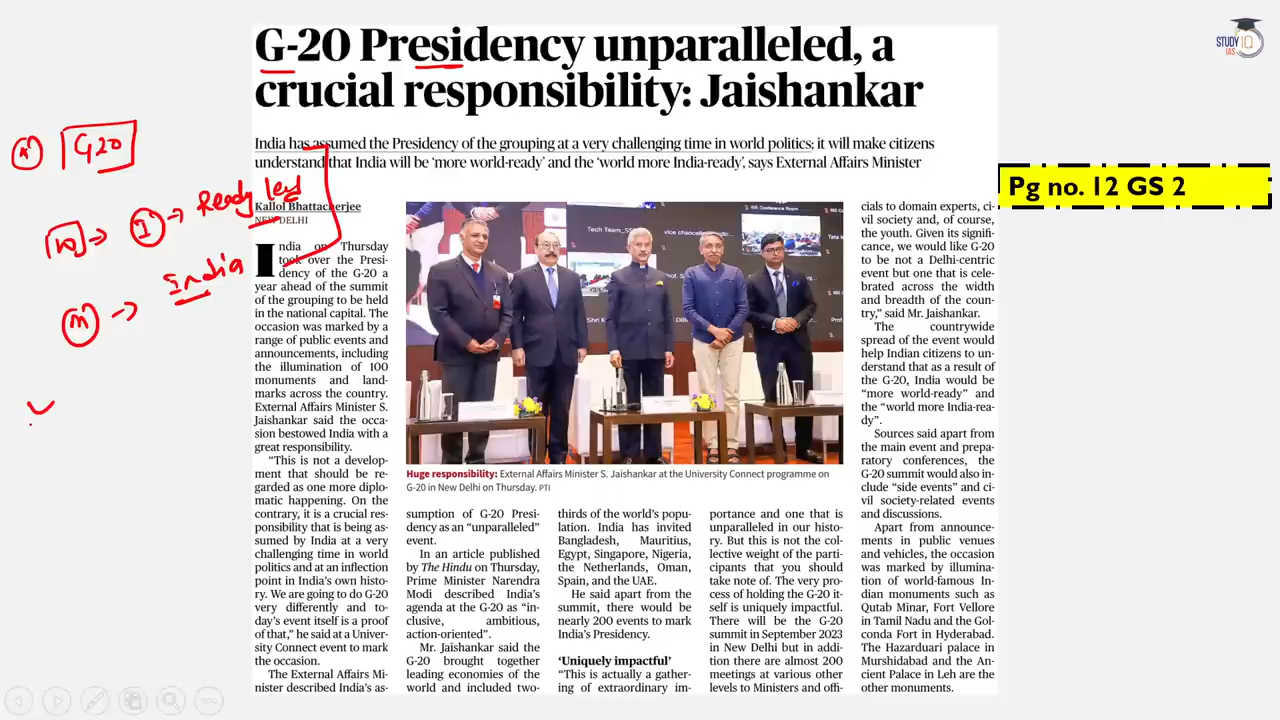 G-20 Presidency unparalleled, a
crucial responsibility: Jaishankar
India has assumed the Presidency of the grouping at a very challenging time in world politics; it will make citizens
understand that India will be ‘more world-ready’ and the ‘world more India-ready’, says External Affairs Minister
STUDY IQ
IAS
Pg no. 12 GS 2
G20
I → Ready lead
India
Kallol Bhattacherjee
NEW DELHI
India on Thursday
took over the Presi-
dency of the G-20 a
year ahead of the summit
of the grouping to be held
in the national capital. The
occasion was marked by a
range of public events and
announcements, including
the illumination of 100
monuments and land-
marks across the country.
External Affairs Minister S.
Jaishankar said the occa-
sion bestowed India with a
great responsibility.
“This is not a develop-
ment that should be re-
garded as one more diplo-
matic happening. On the
contrary, it is a crucial res-
ponsibility that is being as-
sumed by India at a very
challenging time in world
politics and at an inflection
point in India’s own histo-
ry. We are going to do G-20
very differently and to-
day’s event itself is a proof
of that,” he said at a Univer-
sity Connect event to mark
the occasion.
The External Affairs Mi-
nister described India’s as-
RIS Conference Room
Tech Team_SS
vice chancellor
Huge responsibility: External Affairs Minister S. Jaishankar at the University Connect programme on
G-20 in New Delhi on Thursday. PTI
sumption of G-20 Presi-
dency as an “unparalleled”
event.
In an article published
by The Hindu on Thursday,
Prime Minister Narendra
Modi described India’s
agenda at the G-20 as “in-
clusive, ambitious,
action-oriented”.
Mr. Jaishankar said the
G-20 brought together
leading economies of the
world and included two-
thirds of the world’s popu-
lation. India has invited
Bangladesh, Mauritius,
Egypt, Singapore, Nigeria,
the Netherlands, Oman,
Spain, and the UAE.
He said apart from the
summit, there would be
nearly 200 events to mark
India’s Presidency.
‘Uniquely impactful’
“This is actually a gather-
ing of extraordinary im-
portance and one that is
unparalleled in our histo-
ry. But this is not the col-
lective weight of the parti-
cipants that you should
take note of. The very pro-
cess of holding the G-20 it-
self is uniquely impactful.
There will be the G-20
summit in September 2023
in New Delhi but in addi-
tion there are almost 200
meetings at various other
levels to Ministers and offi-
cials to domain experts, ci-
vil society and, of course,
the youth. Given its signifi-
cance, we would like G-20
to be not a Delhi-centric
event but one that is cele-
brated across the width
and breadth of the coun-
try,” said Mr. Jaishankar.
The countrywide
spread of the event would
help Indian citizens to un-
derstand that as a result of
the G-20, India would be
“more world-ready” and
the “world more India-rea-
dy”.
Sources said apart from
the main event and prepa-
ratory conferences, the
G-20 summit would also in-
clude “side events” and ci-
vil society-related events
and discussions.
Apart from announce-
ments in public venues
and vehicles, the occasion
was marked by illumina-
tion of world-famous In-
dian monuments such as
Qutab Minar, Fort Vellore
in Tamil Nadu and the Gol-
conda Fort in Hyderabad.
The Hazarduari palace in
Murshidabad and the An-
cient Palace in Leh are the
other monuments.